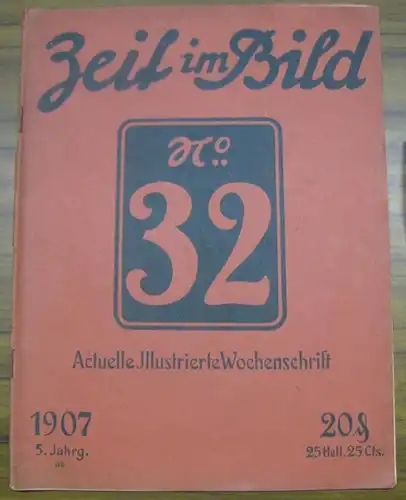 Zeit im Bild
No
32
Actuelle Illustrierte Wochenschrift
1907
20 ₰
5. Jahrg.
25 Hell. 25 Cts.